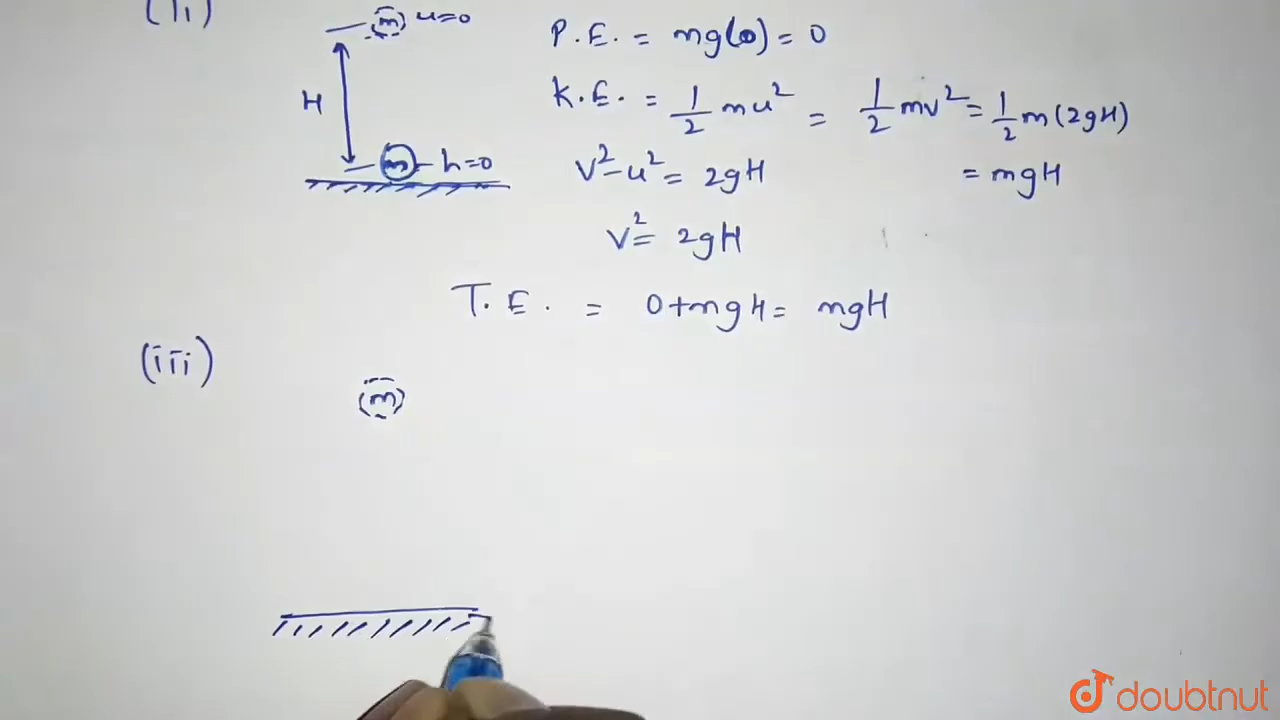 (ii)
m u=0
P.E. = mg(0) = 0
H
K.E. = 1/2 mu² = 1/2 mv² = 1/2 m(2gH)
m h=0
v²-u² = 2gH
= mgH
v² = 2gH
T.E. = 0+mgH = mgH
(iii)
m
doubtnut